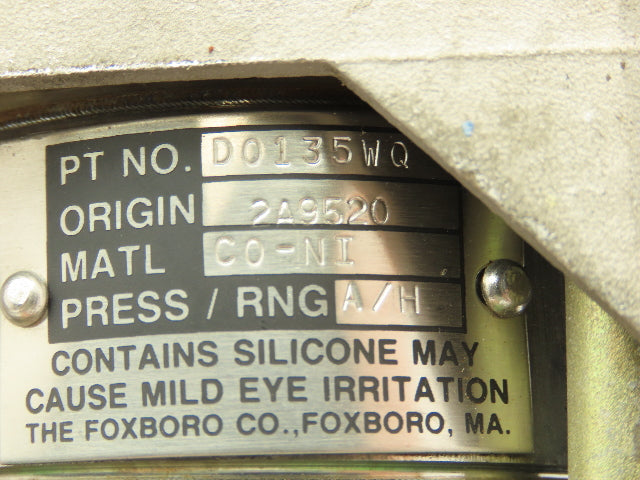 PT NO. D0135WQ
ORIGIN 2A9520
MATL CO-NI
PRESS / RNG A/H
CONTAINS SILICONE MAY
CAUSE MILD EYE IRRITATION
THE FOXBORO CO., FOXBORO, MA.